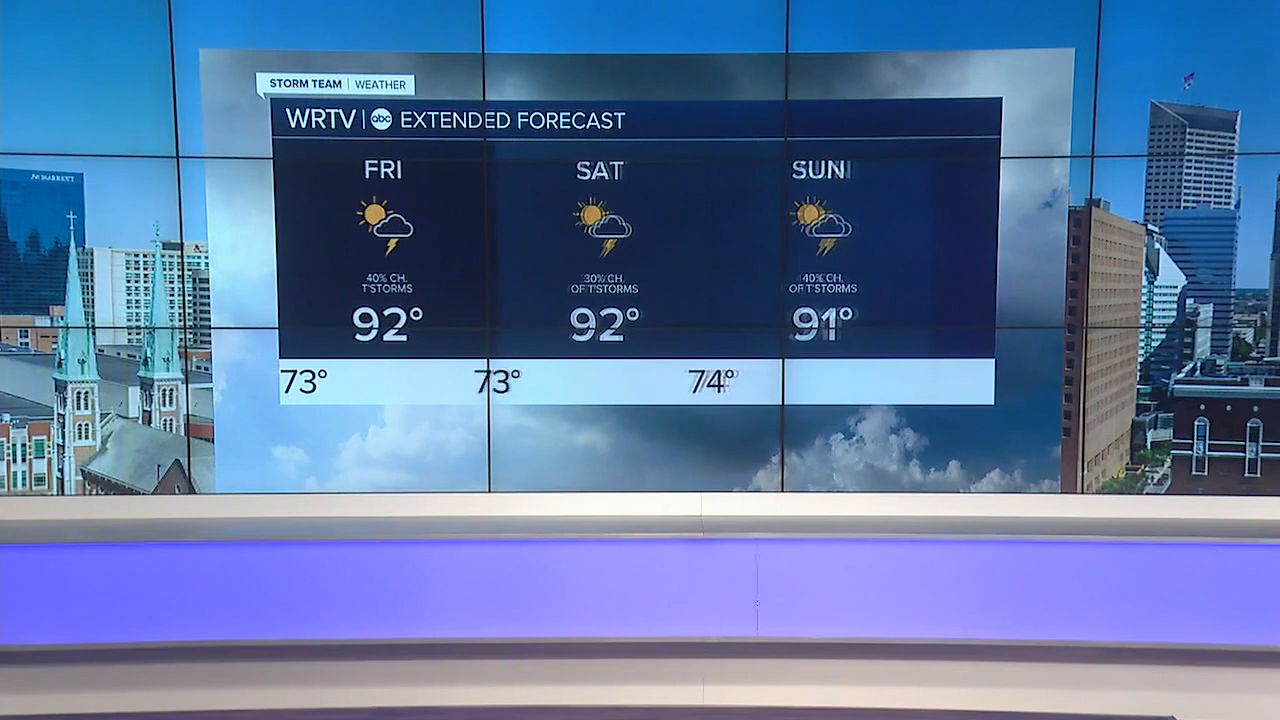 STORM TEAM | WEATHER
WRTV | abc EXTENDED FORECAST
FRI SAT SUN
40% CH. 30% CH. 40% CH.
T'STORMS OF T'STORMS OF T'STORMS
92° 92° 91°
73° 73° 74°